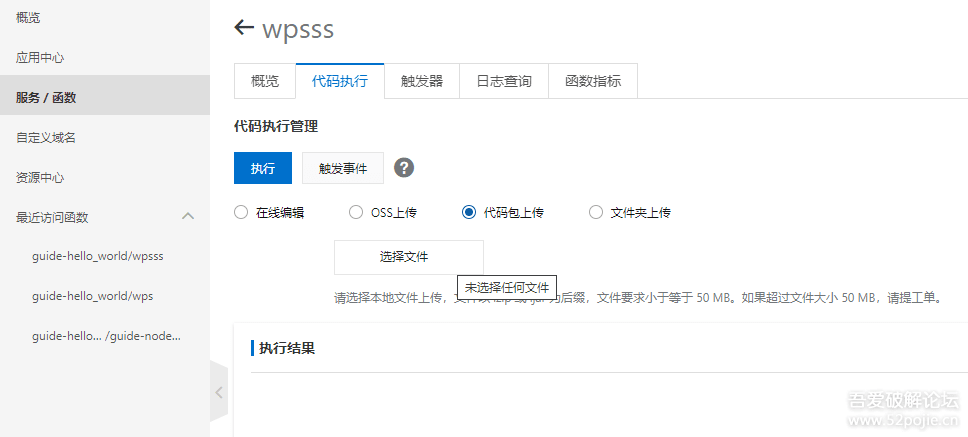 概览
应用中心
服务 / 函数
自定义域名
资源中心
最近访问函数
guide-hello_world/wpsss
guide-hello_world/wps
guide-hello... /guide-node...
wpsss
概览 代码执行 触发器 日志查询 函数指标
代码执行管理
执行 触发事件 ?
在线编辑 OSS上传 代码包上传 文件夹上传
选择文件
未选择任何文件
请选择本地文件上传，为后缀，文件要求小于等于 50 MB。如果超过文件大小 50 MB，请提工单。
执行结果
吾爱破解论坛
www.52pojie.cn